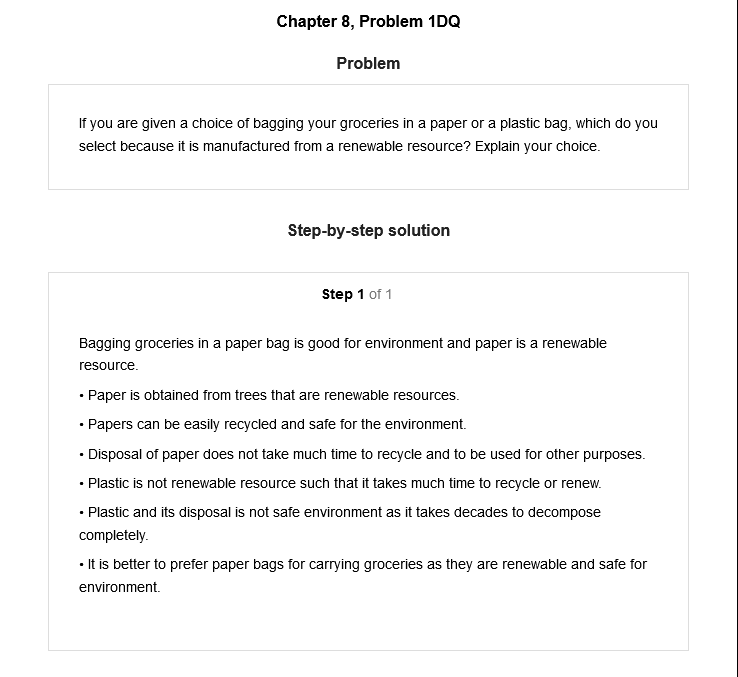 Chapter 8, Problem 1DQ
Problem
If you are given a choice of bagging your groceries in a paper or a plastic bag, which do you
select because it is manufactured from a renewable resource? Explain your choice.
Step-by-step solution
Step 1 of 1
Bagging groceries in a paper bag is good for environment and paper is a renewable
resource.
• Paper is obtained from trees that are renewable resources.
• Papers can be easily recycled and safe for the environment.
• Disposal of paper does not take much time to recycle and to be used for other purposes.
• Plastic is not renewable resource such that it takes much time to recycle or renew.
• Plastic and its disposal is not safe environment as it takes decades to decompose
completely.
• It is better to prefer paper bags for carrying groceries as they are renewable and safe for
environment.